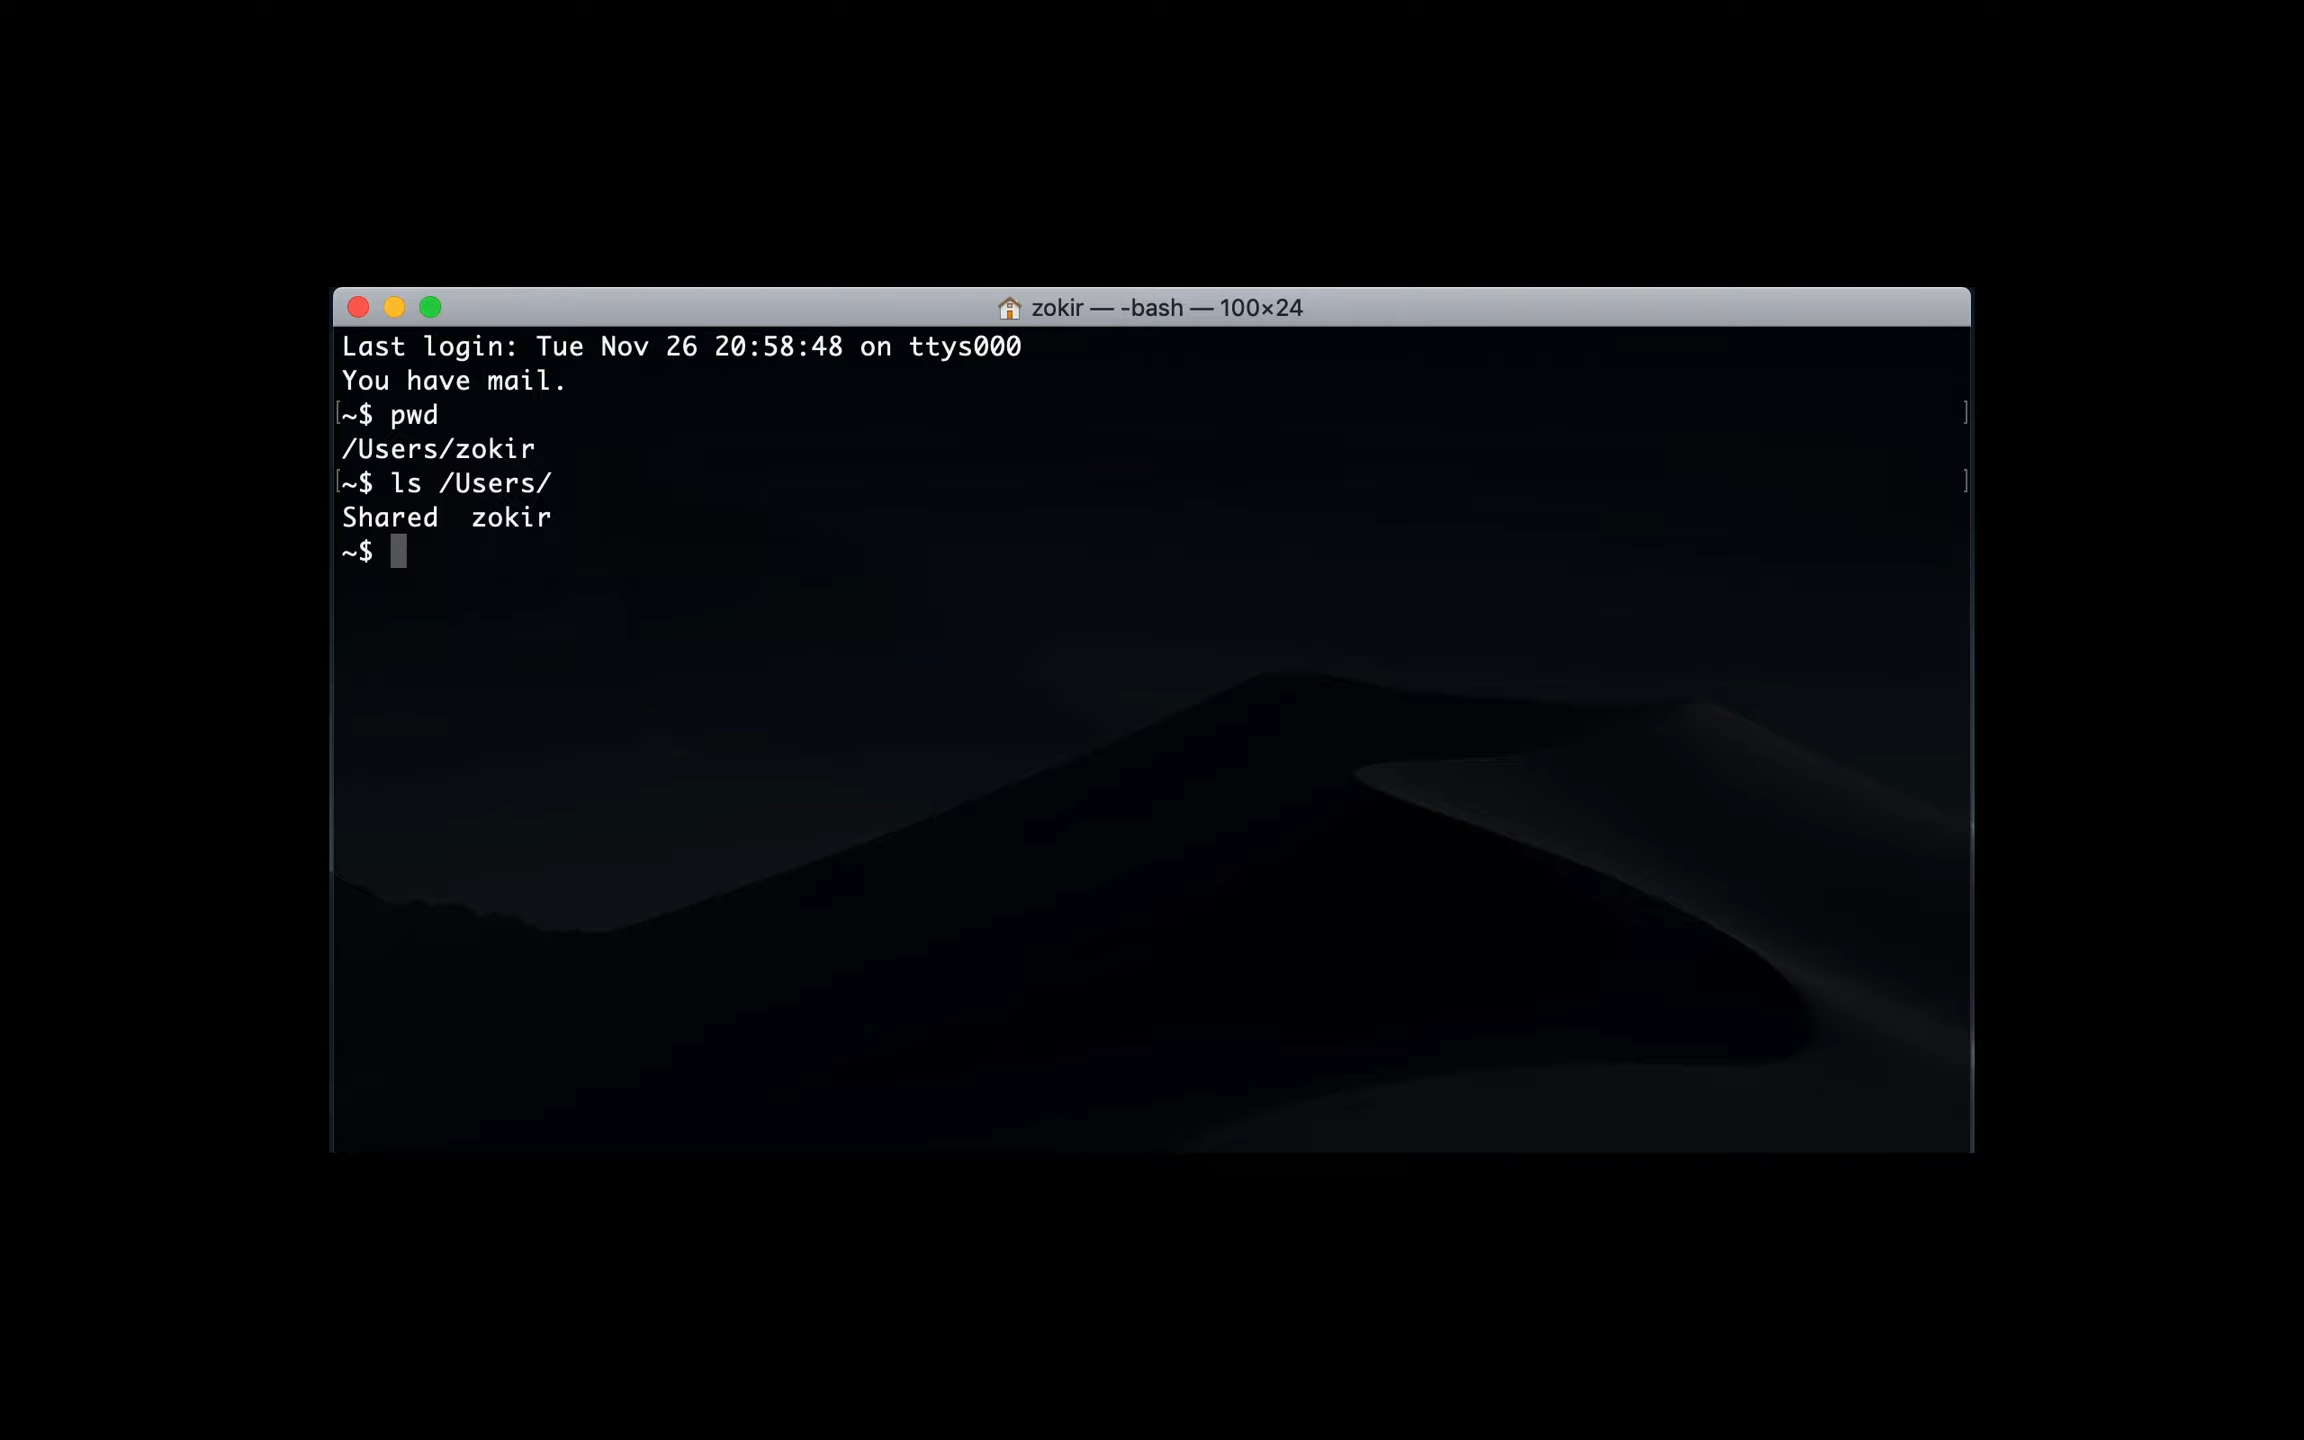 zokir — -bash — 100×24
Last login: Tue Nov 26 20:58:48 on ttys000
You have mail.
[~$ pwd ]
/Users/zokir
[~$ ls /Users/ ]
Shared  zokir
~$